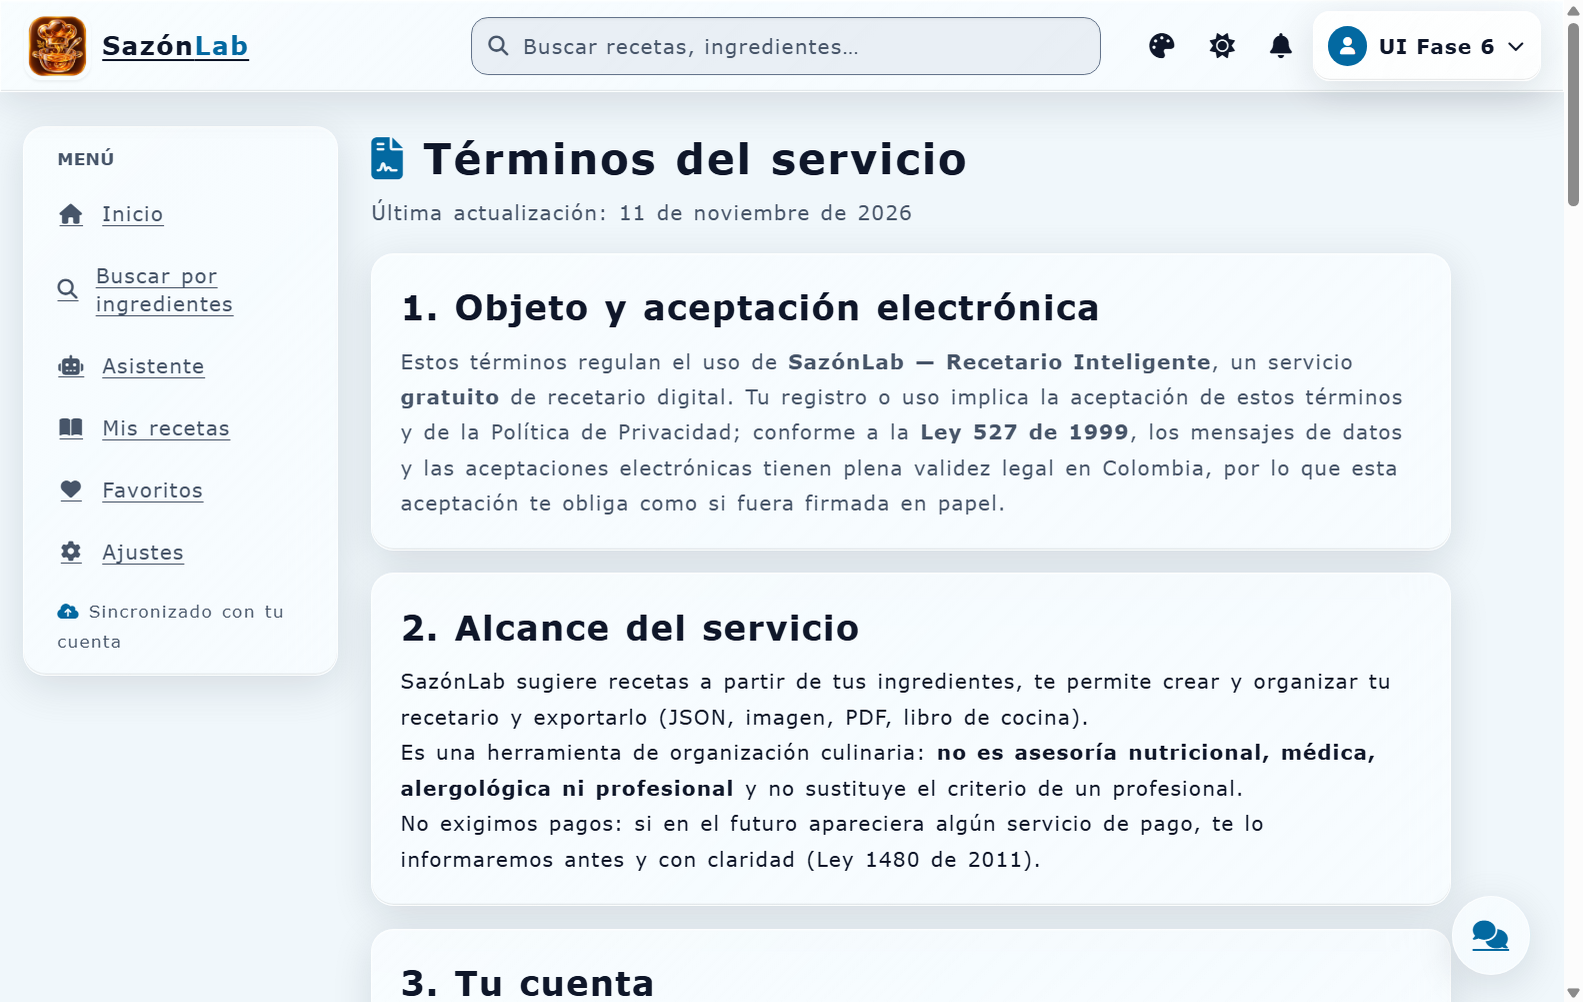 SazónLab
Buscar recetas, ingredientes...
UI Fase 6
MENÚ
Inicio
Buscar por
ingredientes
Asistente
Mis recetas
Favoritos
Ajustes
Sincronizado con tu
cuenta
Términos del servicio
Última actualización: 11 de noviembre de 2026
1. Objeto y aceptación electrónica
Estos términos regulan el uso de SazónLab — Recetario Inteligente, un servicio
gratuito de recetario digital. Tu registro o uso implica la aceptación de estos términos
y de la Política de Privacidad; conforme a la Ley 527 de 1999, los mensajes de datos
y las aceptaciones electrónicas tienen plena validez legal en Colombia, por lo que esta
aceptación te obliga como si fuera firmada en papel.
2. Alcance del servicio
SazónLab sugiere recetas a partir de tus ingredientes, te permite crear y organizar tu
recetario y exportarlo (JSON, imagen, PDF, libro de cocina).
Es una herramienta de organización culinaria: no es asesoría nutricional, médica,
alergológica ni profesional y no sustituye el criterio de un profesional.
No exigimos pagos: si en el futuro apareciera algún servicio de pago, te lo
informaremos antes y con claridad (Ley 1480 de 2011).
3. Tu cuenta